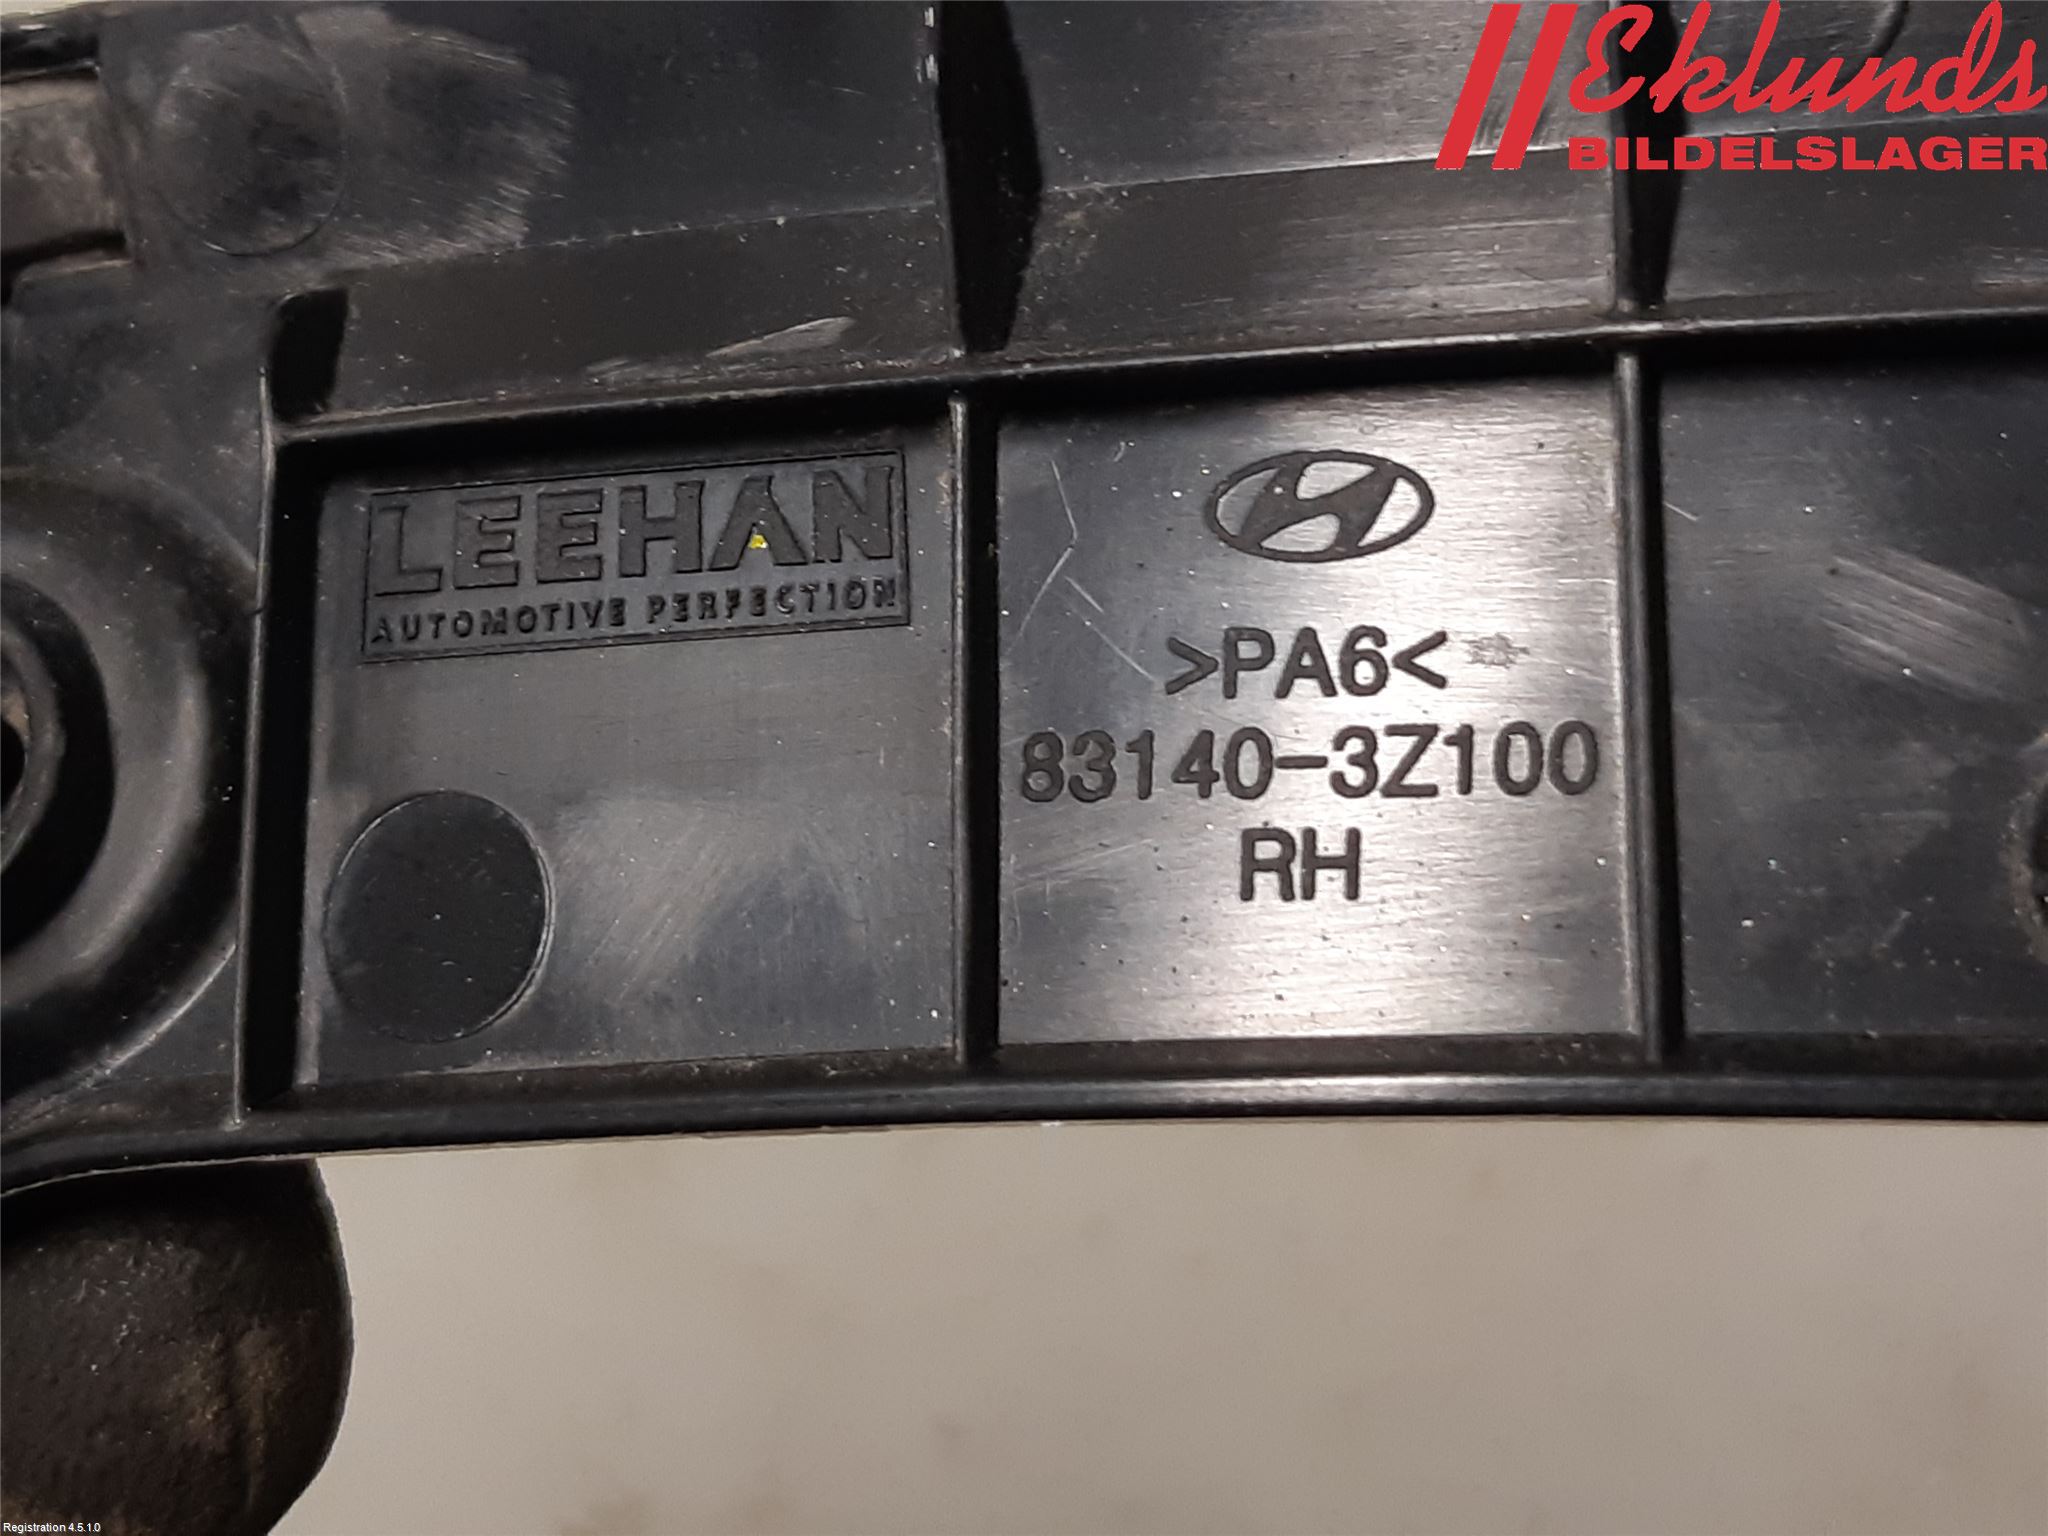 Eklunds
BILDELSLAGER
LEEHAN
AUTOMOTIVE PERFECTION
>PA6<
83140-3Z100
RH
Registration 4.5.1.0